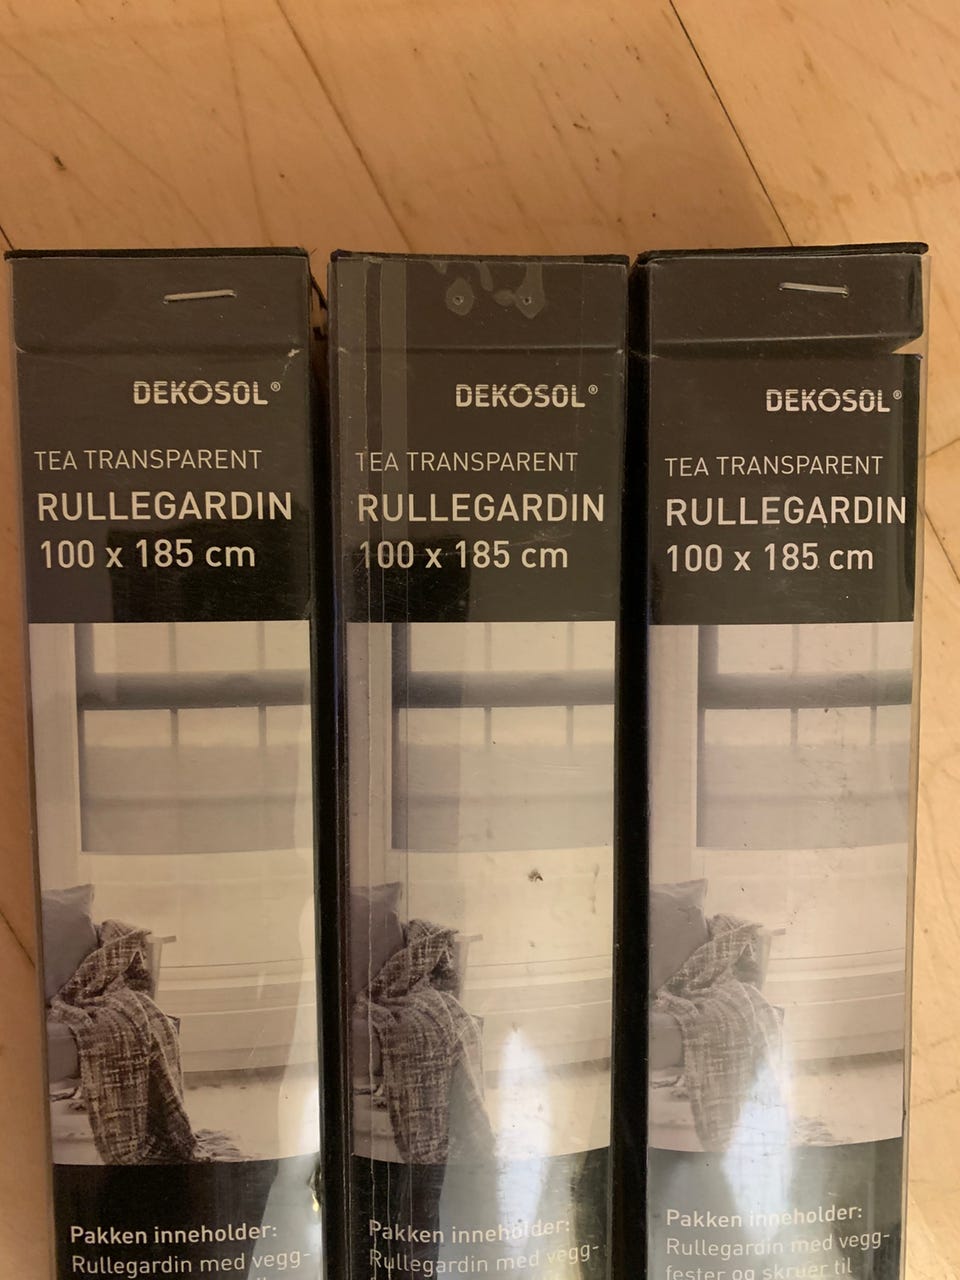 DEKOSOL®
TEA TRANSPARENT
RULLEGARDIN
100 x 185 cm
Pakken inneholder:
Rullegardin med vegg-
DEKOSOL®
TEA TRANSPARENT
RULLEGARDIN
100 x 185 cm
Pakken inneholder:
Rullegardin med vegg-
DEKOSOL®
TEA TRANSPARENT
RULLEGARDIN
100 x 185 cm
Pakken inneholder:
Rullegardin med vegg-
fester og skruer til